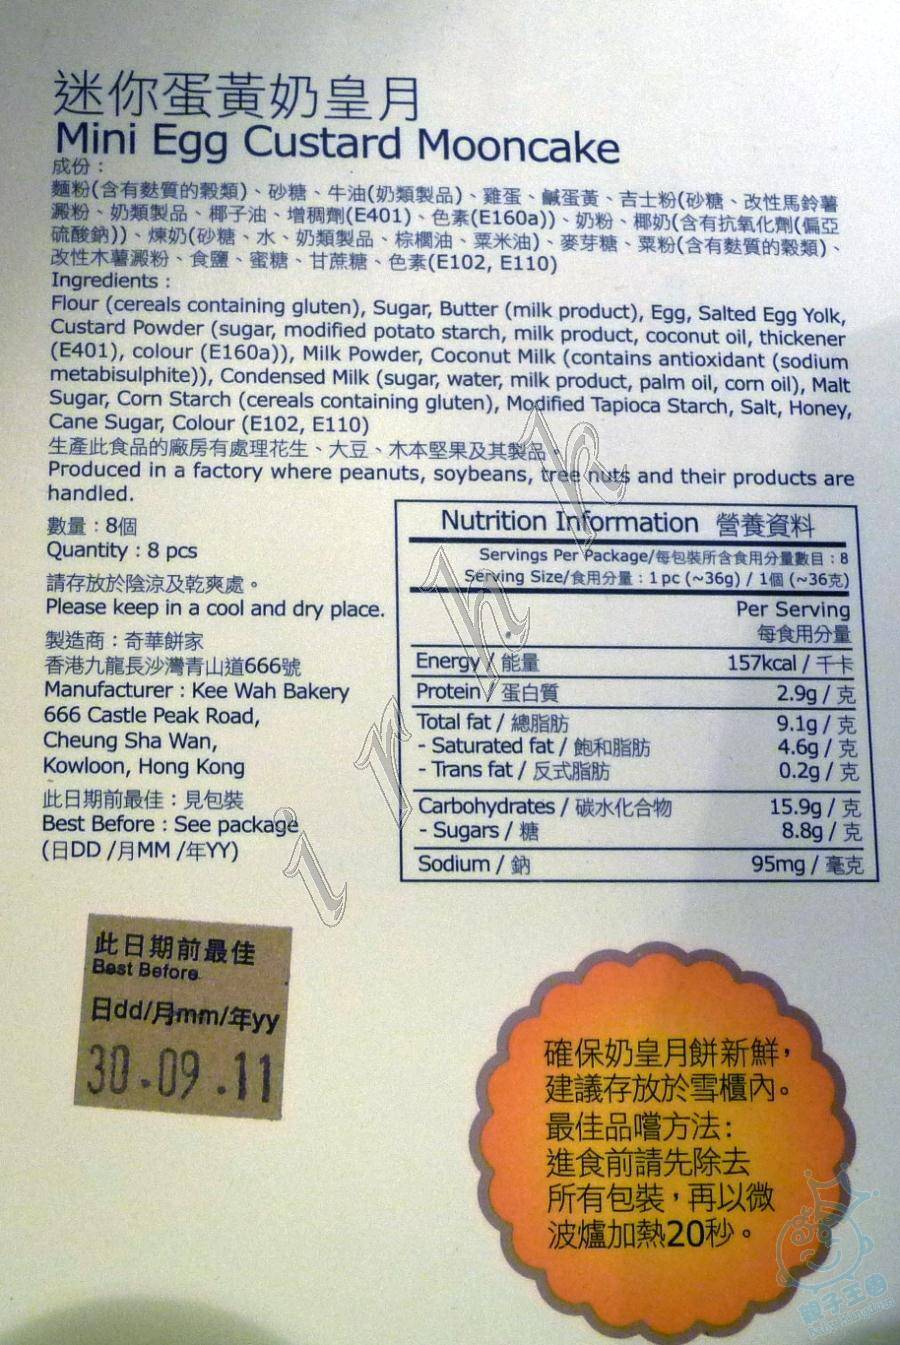 迷你蛋黃奶皇月
Mini Egg Custard Mooncake
成份：
麵粉(含有麩質的穀類)、砂糖、牛油(奶類製品)、雞蛋、鹹蛋黃、吉士粉(砂糖、改性馬鈴薯
澱粉、奶類製品、椰子油、增稠劑(E401)、色素(E160a))、奶粉、椰奶(含有抗氧化劑(偏亞
硫酸鈉))、煉奶(砂糖、水、奶類製品、棕櫚油、粟米油)、麥芽糖、粟粉(含有麩質的穀類)、
改性木薯澱粉、食鹽、蜜糖、甘蔗糖、色素(E102, E110)
Ingredients :
Flour (cereals containing gluten), Sugar, Butter (milk product), Egg, Salted Egg Yolk,
Custard Powder (sugar, modified potato starch, milk product, coconut oil, thickener
(E401), colour (E160a)), Milk Powder, Coconut Milk (contains antioxidant (sodium
metabisulphite)), Condensed Milk (sugar, water, milk product, palm oil, corn oil), Malt
Sugar, Corn Starch (cereals containing gluten), Modified Tapioca Starch, Salt, Honey,
Cane Sugar, Colour (E102, E110)
生產此食品的廠房有處理花生、大豆、木本堅果及其製品。
Produced in a factory where peanuts, soybeans, tree nuts and their products are
handled.
數量：8個
Quantity : 8 pcs
請存放於陰涼及乾爽處。
Please keep in a cool and dry place.
製造商：奇華餅家
香港九龍長沙灣青山道666號
Manufacturer : Kee Wah Bakery
666 Castle Peak Road,
Cheung Sha Wan,
Kowloon, Hong Kong
此日期前最佳：見包裝
Best Before : See package
(日DD /月MM /年YY)
Nutrition Information 營養資料
Servings Per Package/每包裝所含食用分量數目：8
Serving Size/食用分量：1 pc (~36g) / 1個 (~36克)
Per Serving
每食用分量
Energy / 能量 157kcal / 千卡
Protein / 蛋白質 2.9g / 克
Total fat / 總脂肪 9.1g / 克
- Saturated fat / 飽和脂肪 4.6g / 克
- Trans fat / 反式脂肪 0.2g / 克
Carbohydrates / 碳水化合物 15.9g / 克
- Sugars / 糖 8.8g / 克
Sodium / 鈉 95mg / 毫克
此日期前最佳
Best Before
日dd/月mm/年yy
30.09.11
確保奶皇月餅新鮮，
建議存放於雪櫃內。
最佳品嚐方法：
進食前請先除去
所有包裝，再以微
波爐加熱20秒。
irhk
親子王國